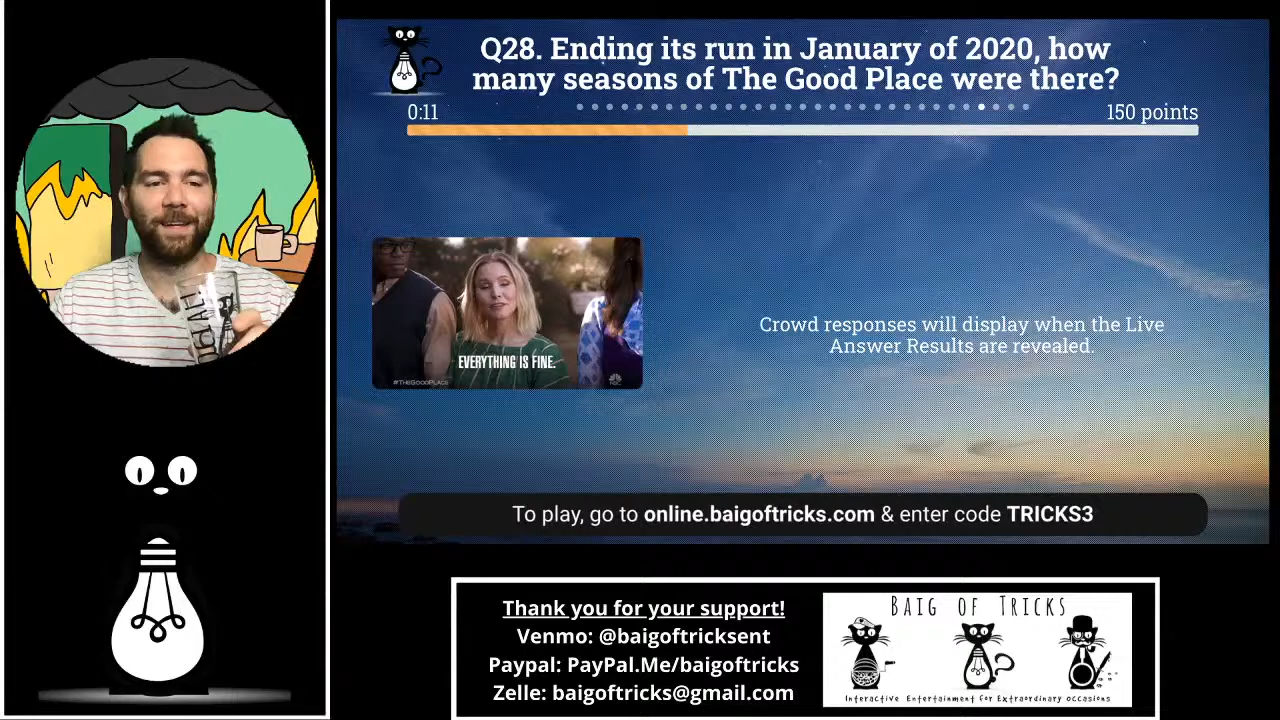 Q28. Ending its run in January of 2020, how
many seasons of The Good Place were there?
0:11
150 points
EVERYTHING IS FINE.
#THEGOODPLACE
NBC
Crowd responses will display when the Live
Answer Results are revealed.
To play, go to online.baigoftricks.com & enter code TRICKS3
Thank you for your support!
Venmo: @baigoftricksent
Paypal: PayPal.Me/baigoftricks
Zelle: baigoftricks@gmail.com
BAIG OF TRICKS
Interactive Entertainment for Extraordinary occasions